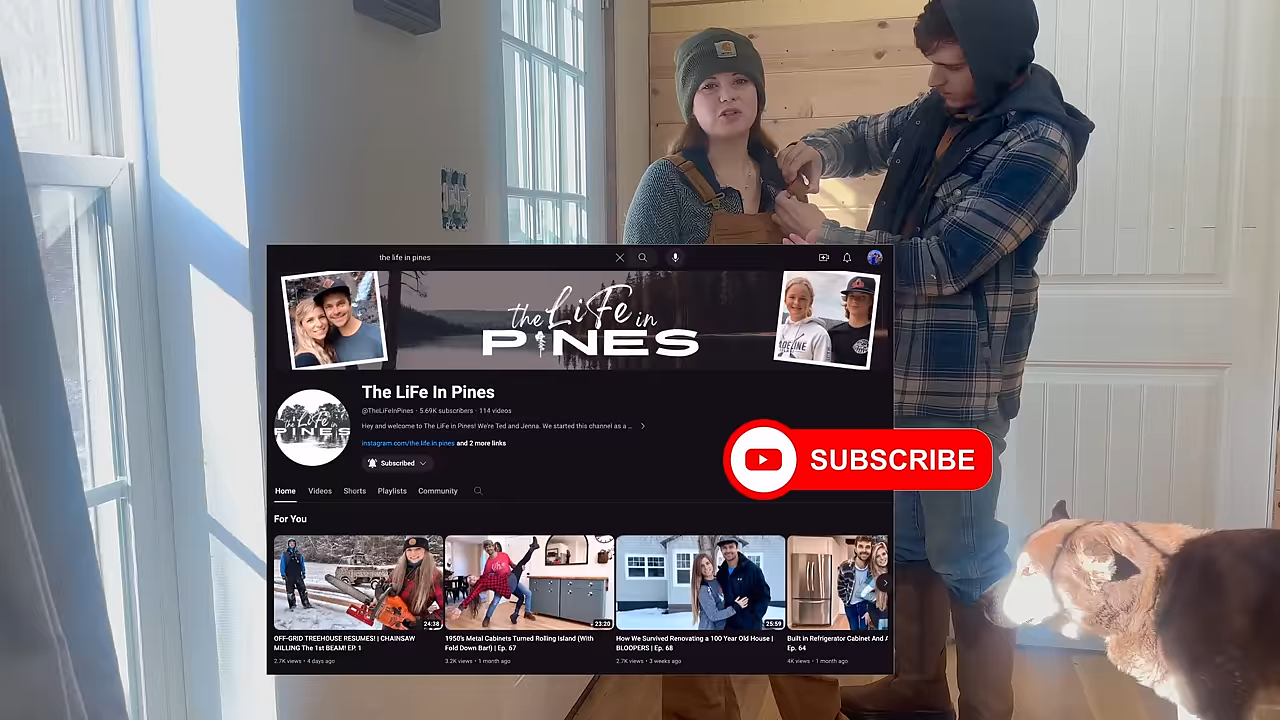 the life in pines
the LiFe in
PINES
The LiFe In Pines
@TheLiFeInPines · 5.69K subscribers · 114 videos
Hey and welcome to The LiFe in Pines! We're Ted and Jenna. We started this channel as a ...
instagram.com/the.life.in.pines and 2 more links
Subscribed
SUBSCRIBE
Home Videos Shorts Playlists Community
For You
24:38
23:20
25:59
OFF-GRID TREEHOUSE RESUMES! | CHAINSAW
MILLING The 1st BEAM! EP. 1
2.7K views · 4 days ago
1950's Metal Cabinets Turned Rolling Island (With
Fold Down Bar!) | Ep. 67
3.2K views · 1 month ago
How We Survived Renovating a 100 Year Old House |
BLOOPERS | Ep. 68
2.7K views · 3 weeks ago
Built in Refrigerator Cabinet And A
Ep. 64
4K views · 1 month ago